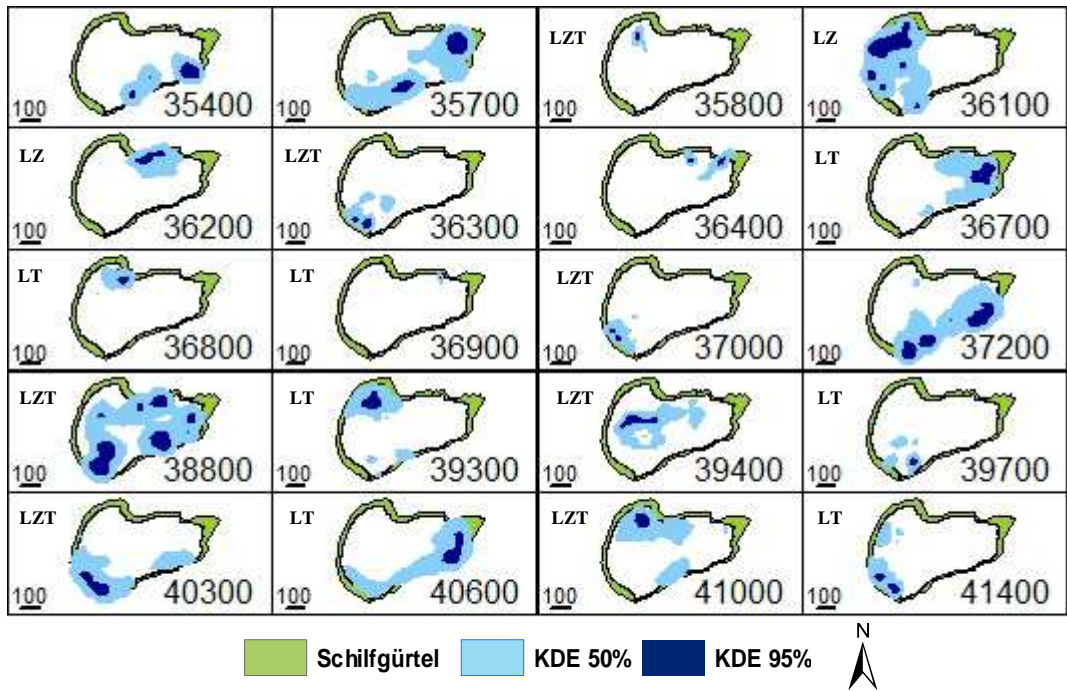 100 35400
100 35700
LZT 100 35800
LZ 100 36100
LZ 100 36200
LZT 100 36300
100 36400
LT 100 36700
LT 100 36800
LT 100 36900
LZT 100 37000
100 37200
LZT 100 38800
LT 100 39300
LZT 100 39400
LT 100 39700
LZT 100 40300
LT 100 40600
LZT 100 41000
LT 100 41400
Schilfgürtel KDE 50% KDE 95%
N